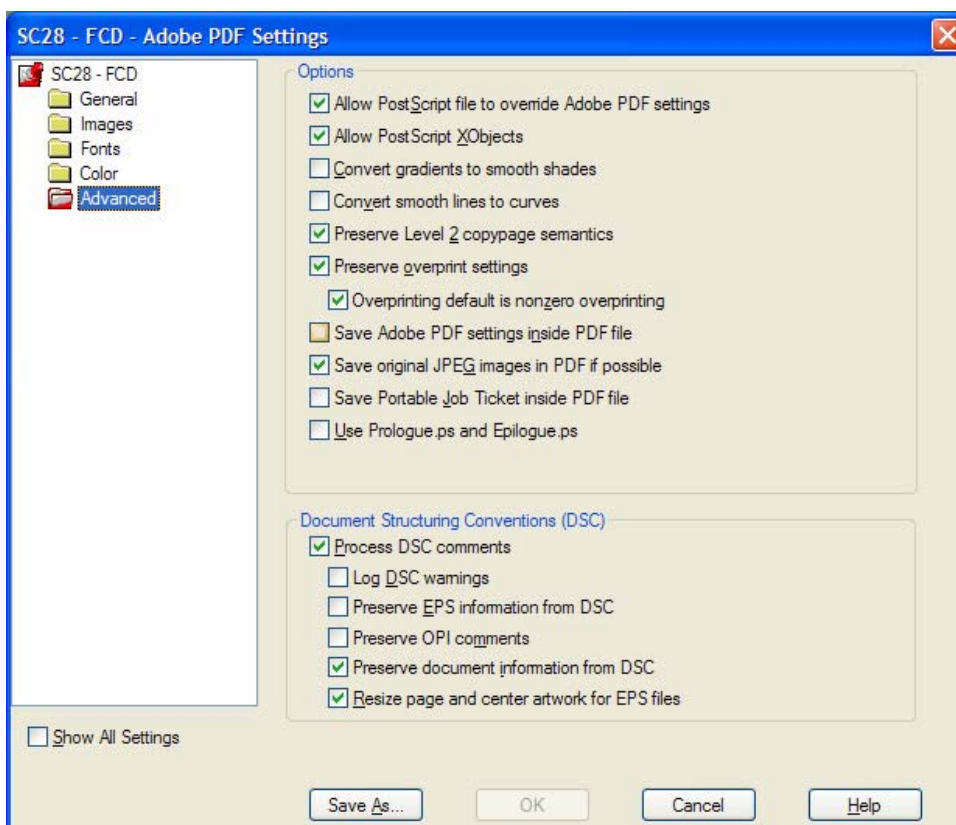 SC28 - FCD - Adobe PDF Settings
SC28 - FCD
General
Images
Fonts
Color
Advanced
Show All Settings
Options
Allow PostScript file to override Adobe PDF settings
Allow PostScript XObjects
Convert gradients to smooth shades
Convert smooth lines to curves
Preserve Level 2 copypage semantics
Preserve overprint settings
Overprinting default is nonzero overprinting
Save Adobe PDF settings inside PDF file
Save original JPEG images in PDF if possible
Save Portable Job Ticket inside PDF file
Use Prologue.ps and Epilogue.ps
Document Structuring Conventions (DSC)
Process DSC comments
Log DSC warnings
Preserve EPS information from DSC
Preserve OPI comments
Preserve document information from DSC
Resize page and center artwork for EPS files
Save As...
OK
Cancel
Help